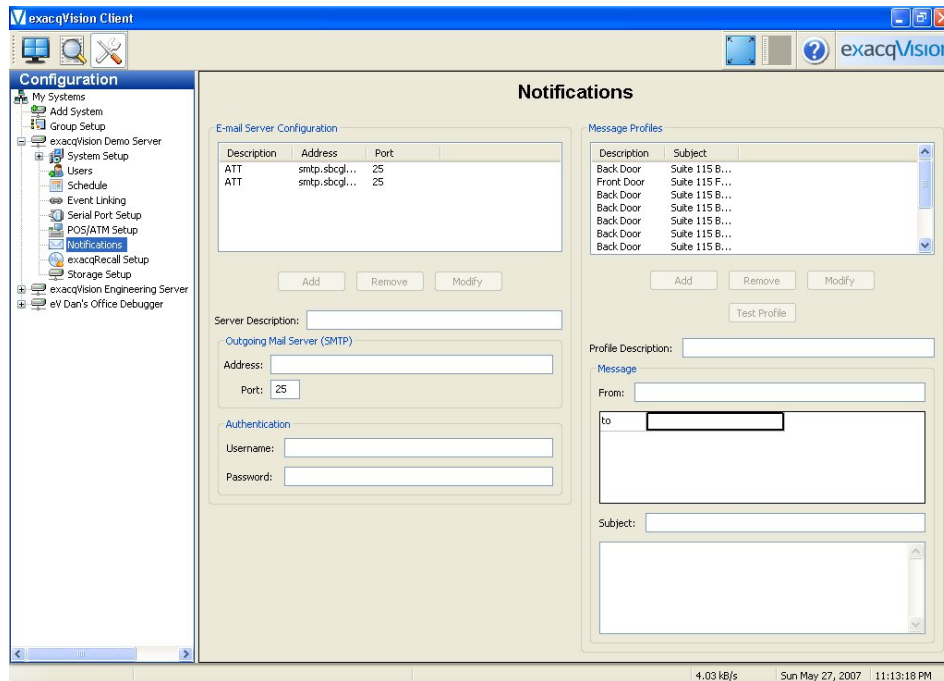 exacqVision Client
exacqVision
Configuration
My Systems
Add System
Group Setup
exacqVision Demo Server
System Setup
Users
Schedule
Event Linking
Serial Port Setup
POS/ATM Setup
Notifications
exacqRecall Setup
Storage Setup
exacqVision Engineering Server
eV Dan's Office Debugger
Notifications
E-mail Server Configuration
Description Address Port
ATT smtp.sbcgl... 25
ATT smtp.sbcgl... 25
Add Remove Modify
Server Description:
Outgoing Mail Server (SMTP)
Address:
Port: 25
Authentication
Username:
Password:
Message Profiles
Description Subject
Back Door Suite 115 B...
Front Door Suite 115 F...
Back Door Suite 115 B...
Back Door Suite 115 B...
Back Door Suite 115 B...
Back Door Suite 115 B...
Back Door Suite 115 B...
Add Remove Modify
Test Profile
Profile Description:
Message
From:
to
Subject:
4.03 kB/s Sun May 27, 2007 11:13:18 PM